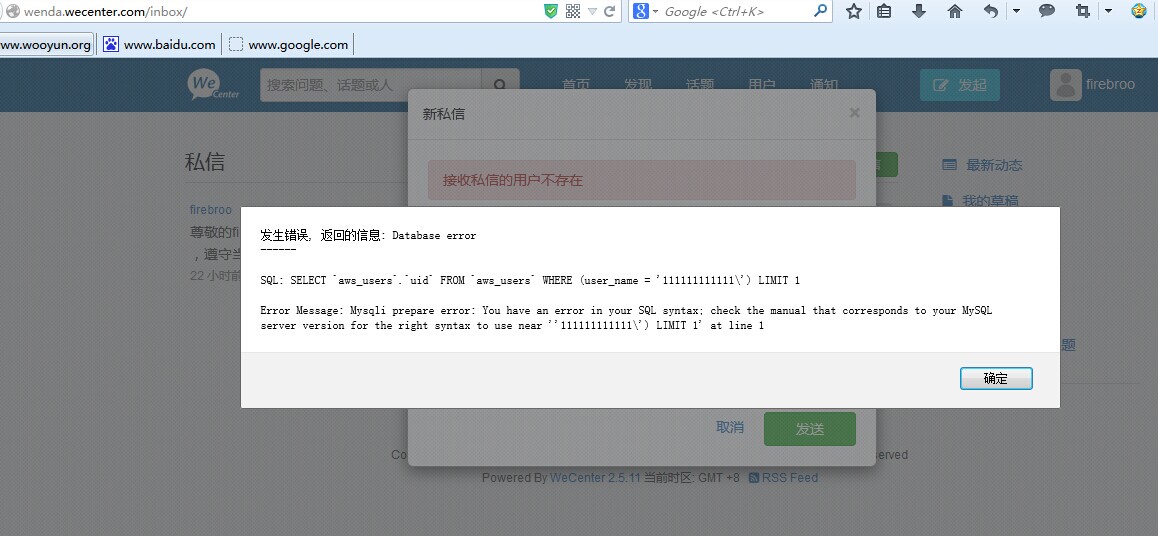 wenda.wecenter.com/inbox/
Google <Ctrl+K>
ww.wooyun.org
www.baidu.com
www.google.com
We Center
搜索问题、话题或人
首页
发现
话题
用户
通知
发起
firebroo
新私信
×
私信
接收私信的用户不存在
最新动态
我的草稿
firebroo
尊敬的fi
，遵守当
22 小时前
发生错误, 返回的信息: Database error
------
SQL: SELECT `aws_users`.`uid` FROM `aws_users` WHERE (user_name = '111111111111\') LIMIT 1
Error Message: Mysqli prepare error: You have an error in your SQL syntax; check the manual that corresponds to your MySQL
server version for the right syntax to use near ''111111111111\') LIMIT 1' at line 1
题
确定
取消
发送
Co
served
Powered By WeCenter 2.5.11 当前时区: GMT +8 RSS Feed